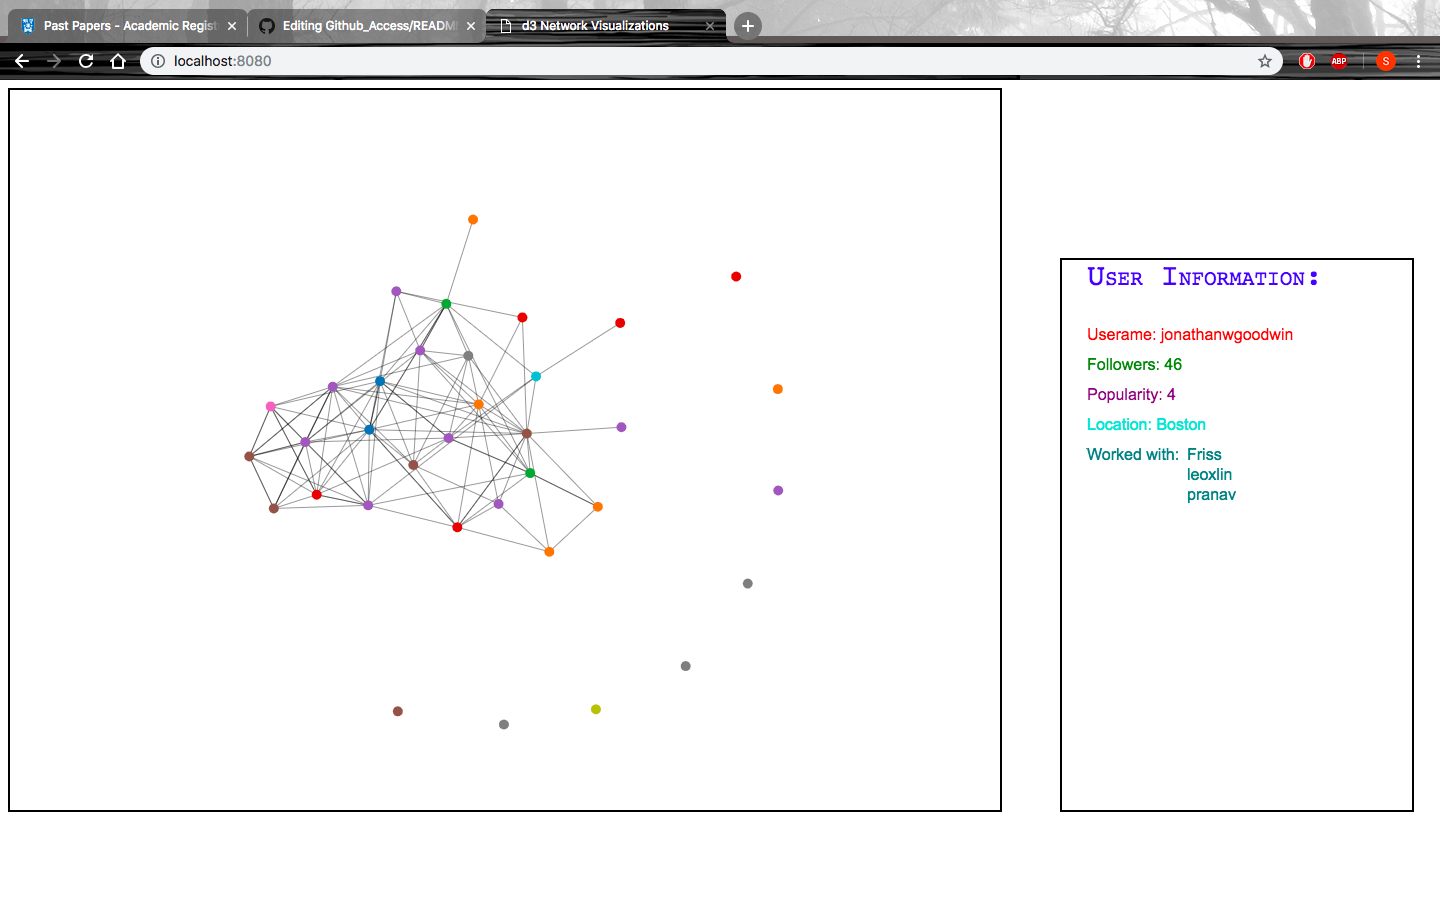 Past Papers - Academic Regist
Editing Github_Access/READM
d3 Network Visualizations
localhost:8080
ABP
S
User Information:
Userame: jonathanwgoodwin
Followers: 46
Popularity: 4
Location: Boston
Worked with: Friss
leoxlin
pranav